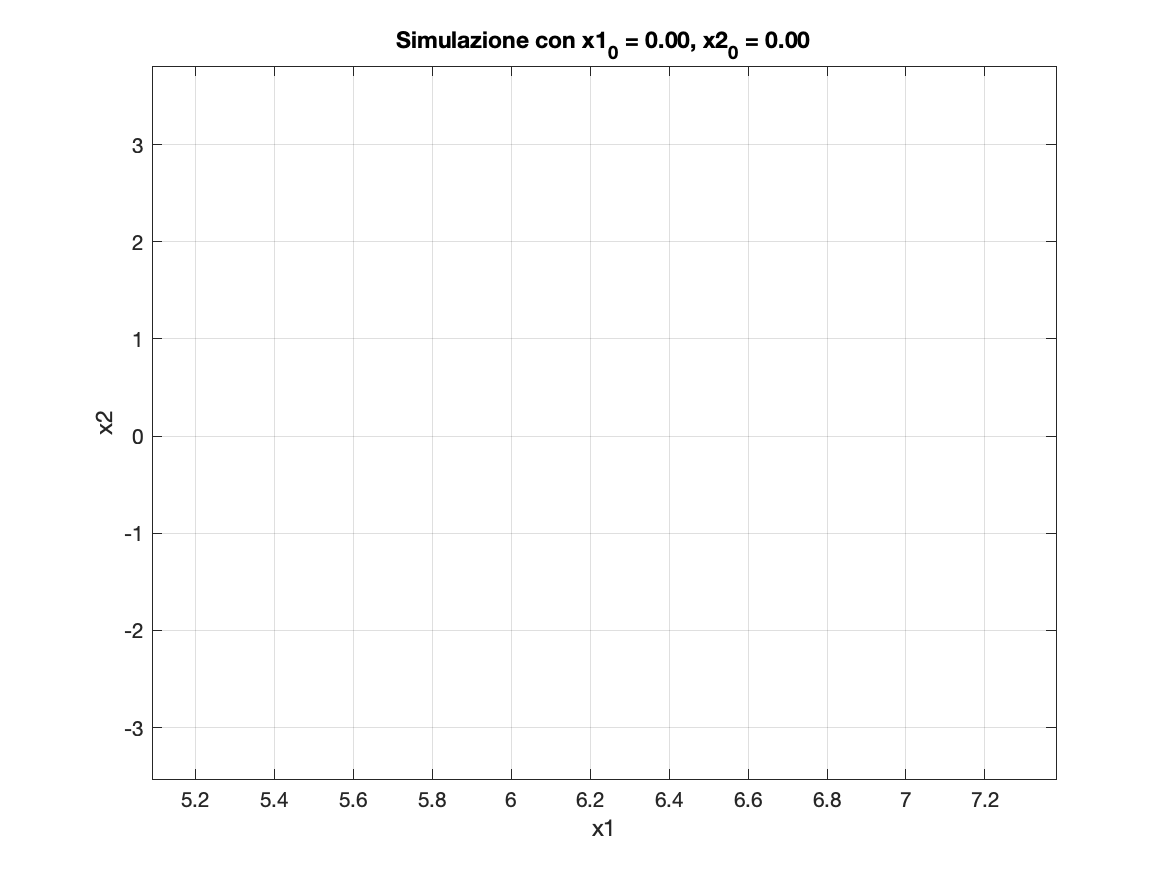 Simulazione con x1₀ = 0.00, x2₀ = 0.00
3
2
1
0
-1
-2
-3
x2
5.2 5.4 5.6 5.8 6 6.2 6.4 6.6 6.8 7 7.2
x1